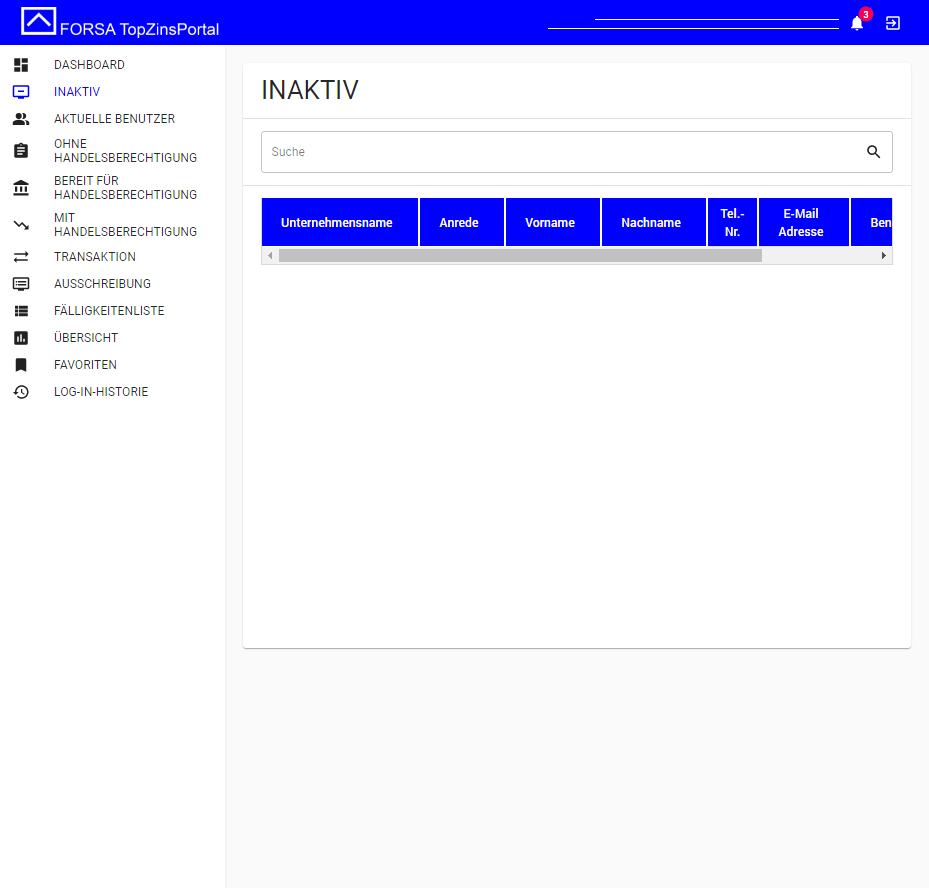 FORSA TopZinsPortal
3
DASHBOARD
INAKTIV
AKTUELLE BENUTZER
OHNE
HANDELSBERECHTIGUNG
BEREIT FÜR
HANDELSBERECHTIGUNG
MIT
HANDELSBERECHTIGUNG
TRANSAKTION
AUSSCHREIBUNG
FÄLLIGKEITENLISTE
ÜBERSICHT
FAVORITEN
LOG-IN-HISTORIE
INAKTIV
Suche
Unternehmensname Anrede Vorname Nachname Tel.-
Nr. E-Mail
Adresse Ben